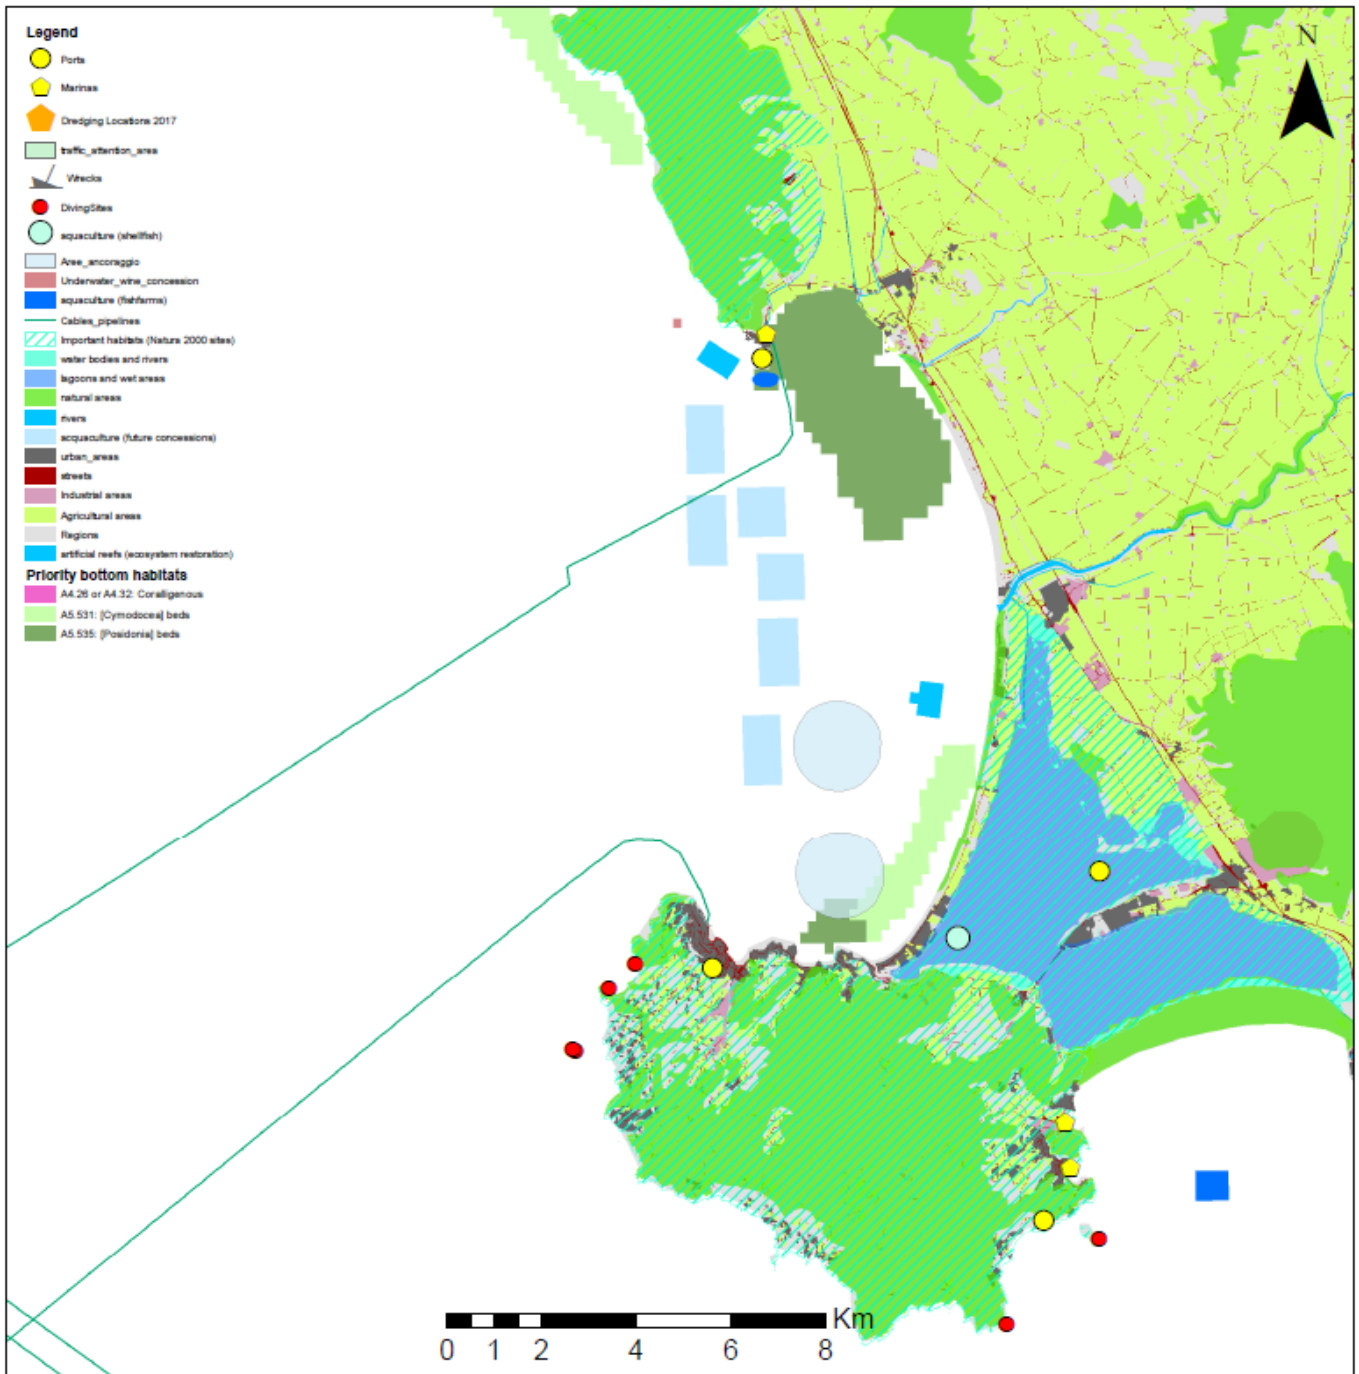 Legend
Ports
Marinas
Dredging Locations 2017
traffic_attention_area
Wrecks
DivingSites
aquaculture (shellfish)
Aree_ancoraggio
Underwater_wine_concession
aquaculture (fishfarms)
Cables_pipelines
Important habitats (Natura 2000 sites)
water bodies and rivers
lagoons and wet areas
natural areas
rivers
acquaculture (future concessions)
urban_areas
streets
Industrial areas
Agricultural areas
Regions
artificial reefs (ecosystem restoration)
Priority bottom habitats
A4.26 or A4.32: Coralligenous
A5.531: [Cymodocea] beds
A5.535: [Posidonia] beds
N
Km
0 1 2 4 6 8